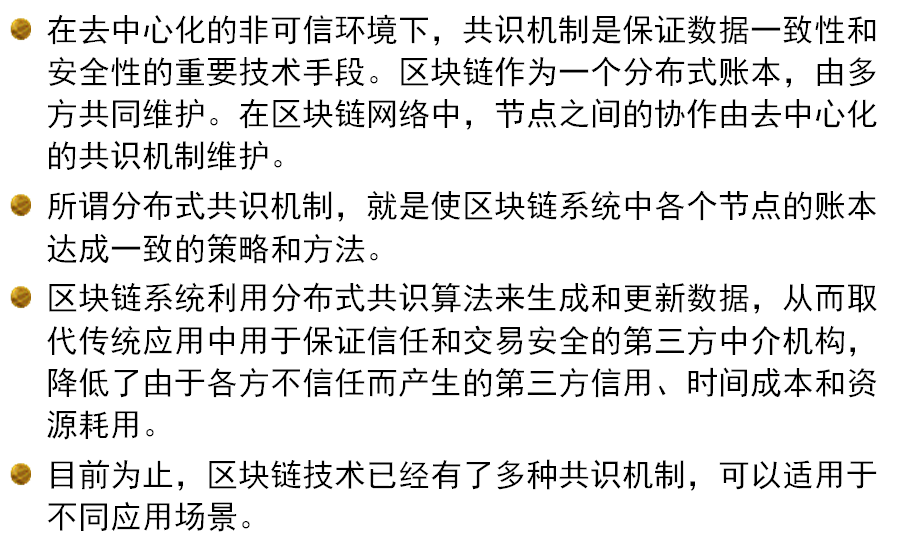 在去中心化的非可信环境下，共识机制是保证数据一致性和
安全性的重要技术手段。区块链作为一个分布式账本，由多
方共同维护。在区块链网络中，节点之间的协作由去中心化
的共识机制维护。
所谓分布式共识机制，就是使区块链系统中各个节点的账本
达成一致的策略和方法。
区块链系统利用分布式共识算法来生成和更新数据，从而取
代传统应用中用于保证信任和交易安全的第三方中介机构，
降低了由于各方不信任而产生的第三方信用、时间成本和资
源耗用。
目前为止，区块链技术已经有了多种共识机制，可以适用于
不同应用场景。